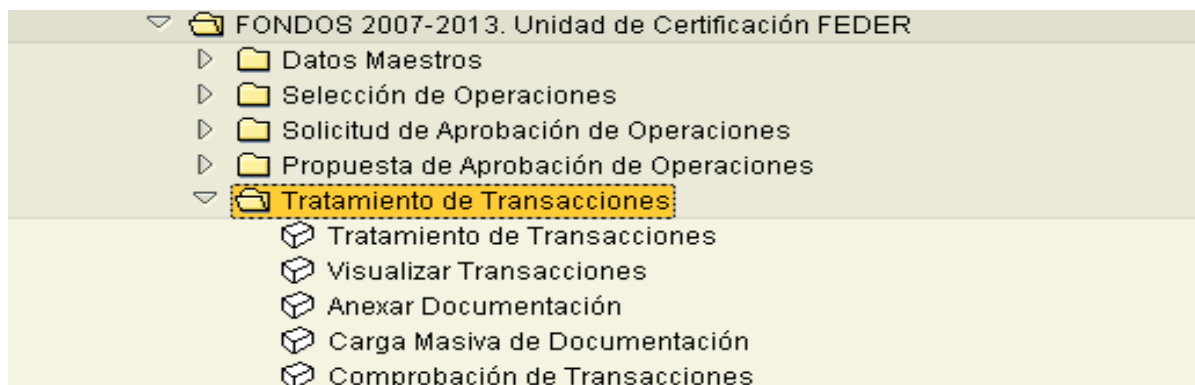 FONDOS 2007-2013. Unidad de Certificación FEDER
Datos Maestros
Selección de Operaciones
Solicitud de Aprobación de Operaciones
Propuesta de Aprobación de Operaciones
Tratamiento de Transacciones
Tratamiento de Transacciones
Visualizar Transacciones
Anexar Documentación
Carga Masiva de Documentación
Comprobación de Transacciones